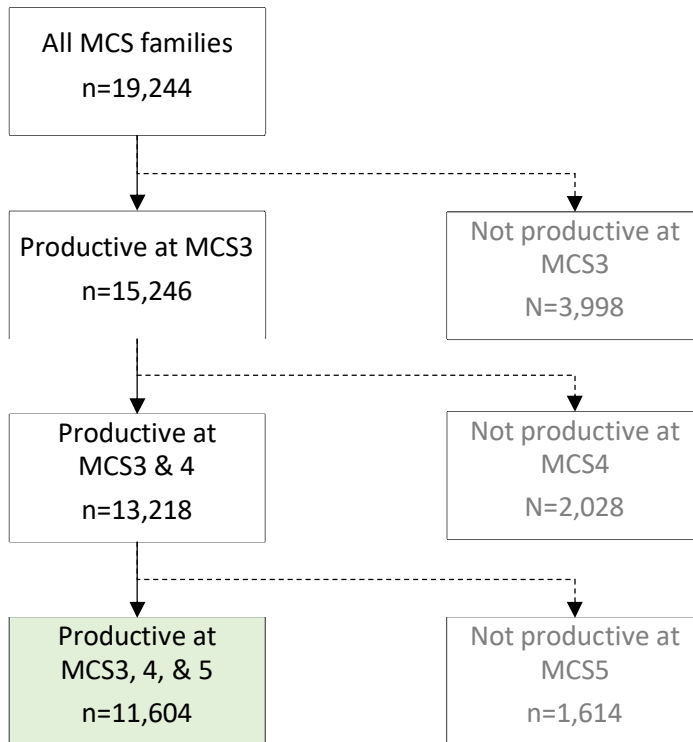 All MCS families
n=19,244
Productive at MCS3
n=15,246
Not productive at
MCS3
N=3,998
Productive at
MCS3 & 4
n=13,218
Not productive at
MCS4
N=2,028
Productive at
MCS3, 4, & 5
n=11,604
Not productive at
MCS5
n=1,614